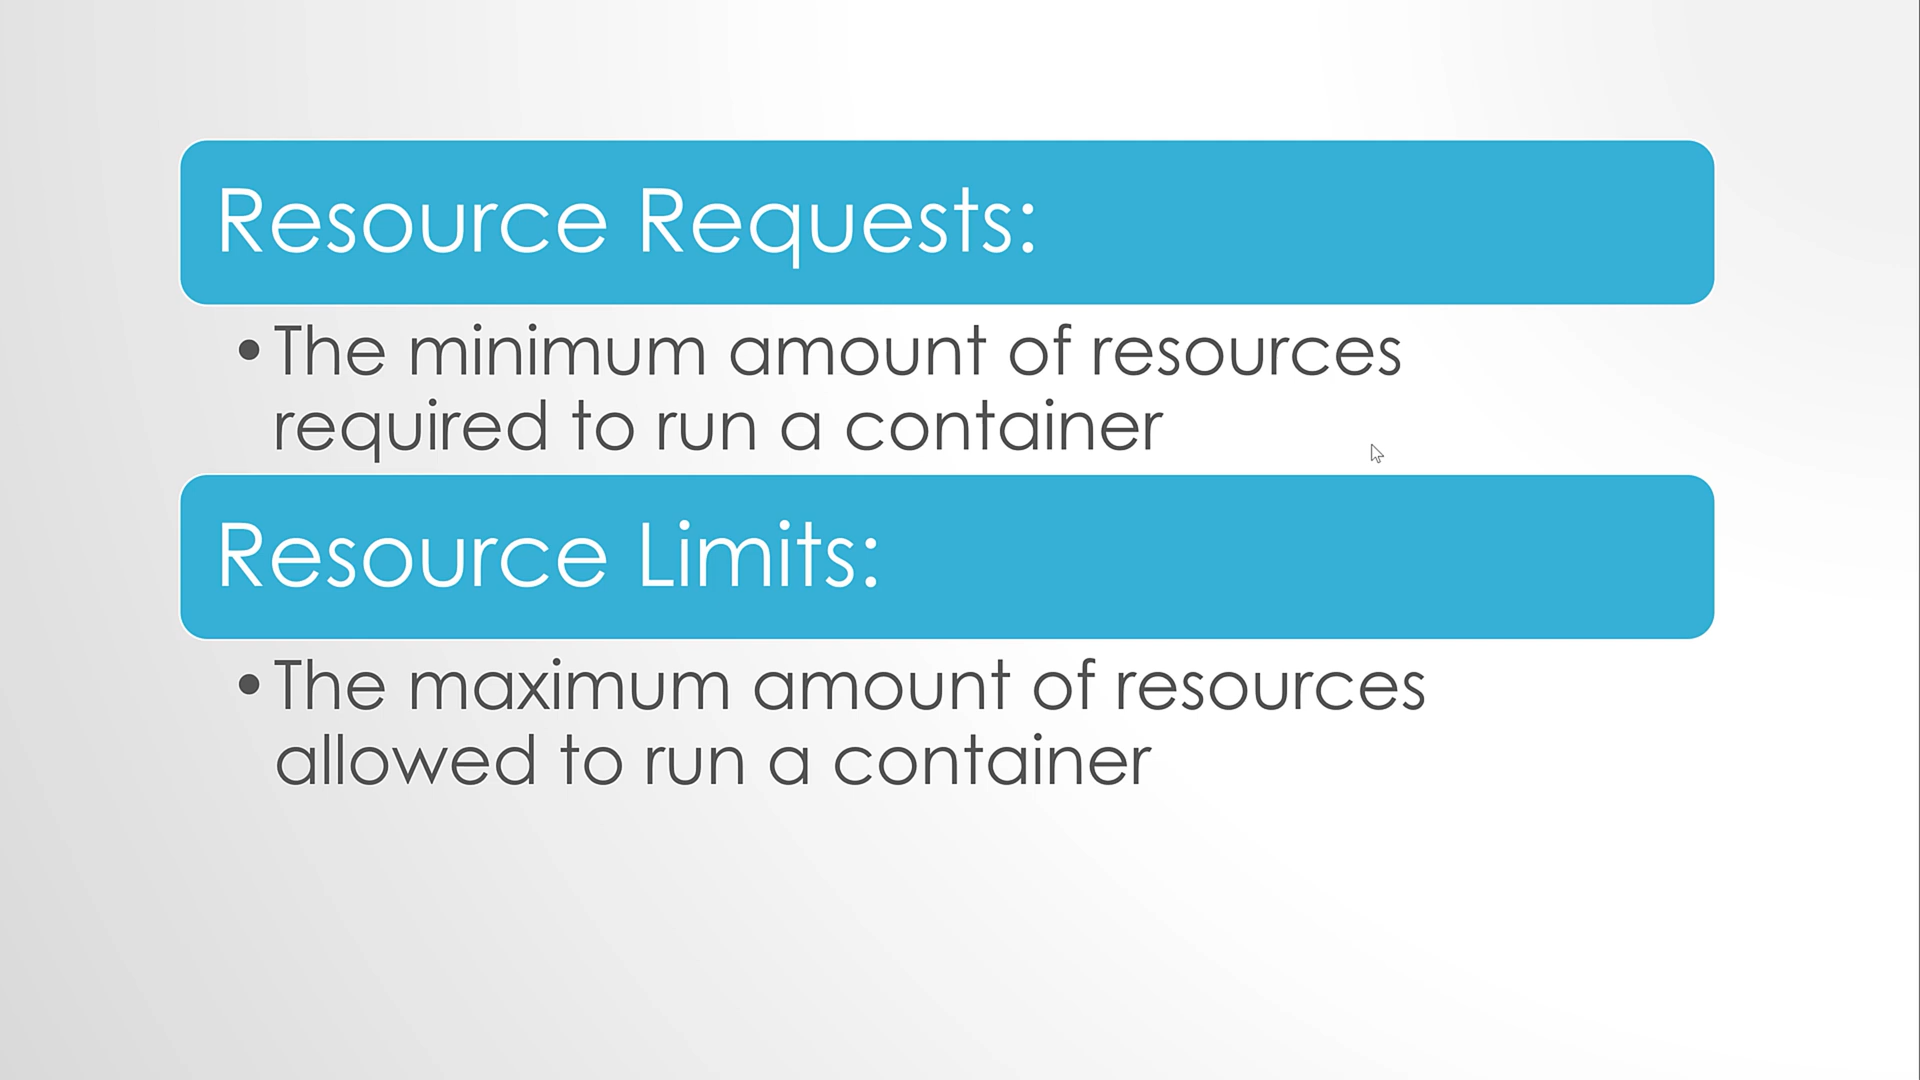 Resource Requests:
•The minimum amount of resources
required to run a container
Resource Limits:
•The maximum amount of resources
allowed to run a container